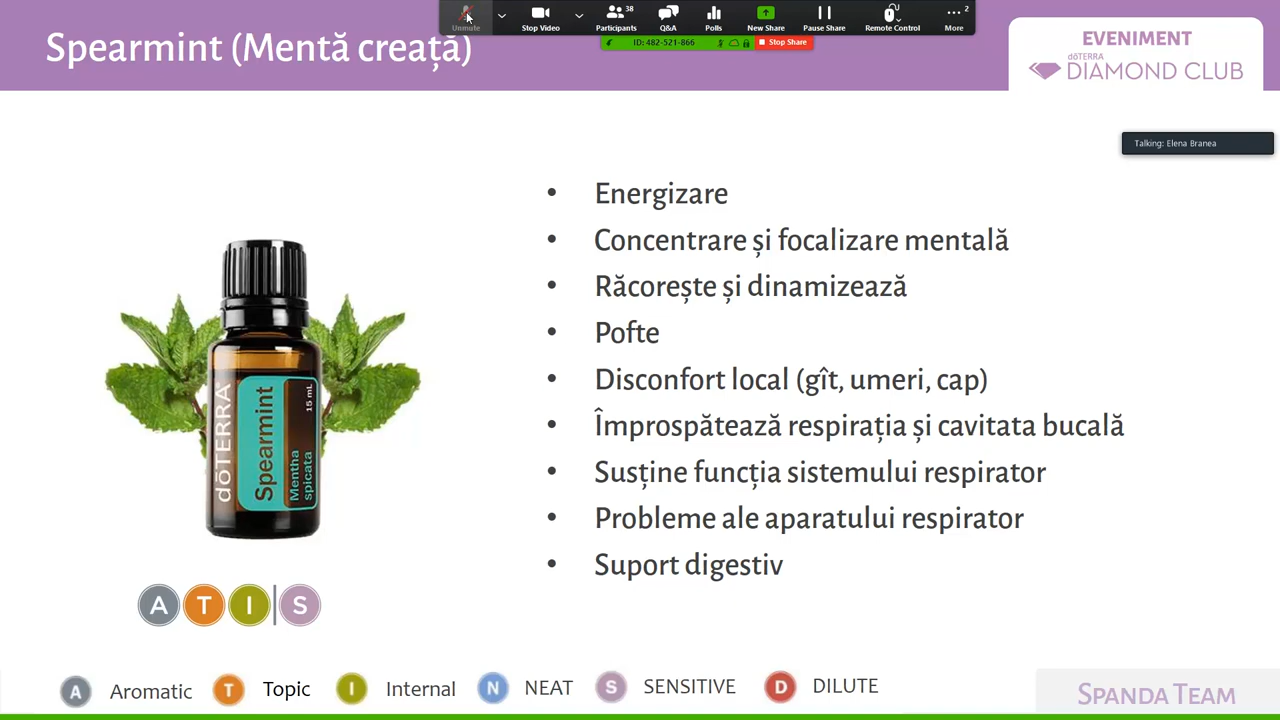 Spearmint (Mentă creață)
Unmute
Stop Video
Participants
38
Q&A
Polls
New Share
Pause Share
Remote Control
More
2
ID: 482-521-866
Stop Share
EVENIMENT
dōTERRA
DIAMOND CLUB
Talking: Elena Branea
• Energizare
• Concentrare și focalizare mentală
• Răcorește și dinamizează
• Pofte
• Disconfort local (gît, umeri, cap)
• Împrospătează respirația și cavitata bucală
• Susține funcția sistemului respirator
• Probleme ale aparatului respirator
• Suport digestiv
dōTERRA
Spearmint
Mentha
spicata
15 mL
A T I | S
A Aromatic T Topic I Internal N NEAT S SENSITIVE D DILUTE
SPANDA TEAM